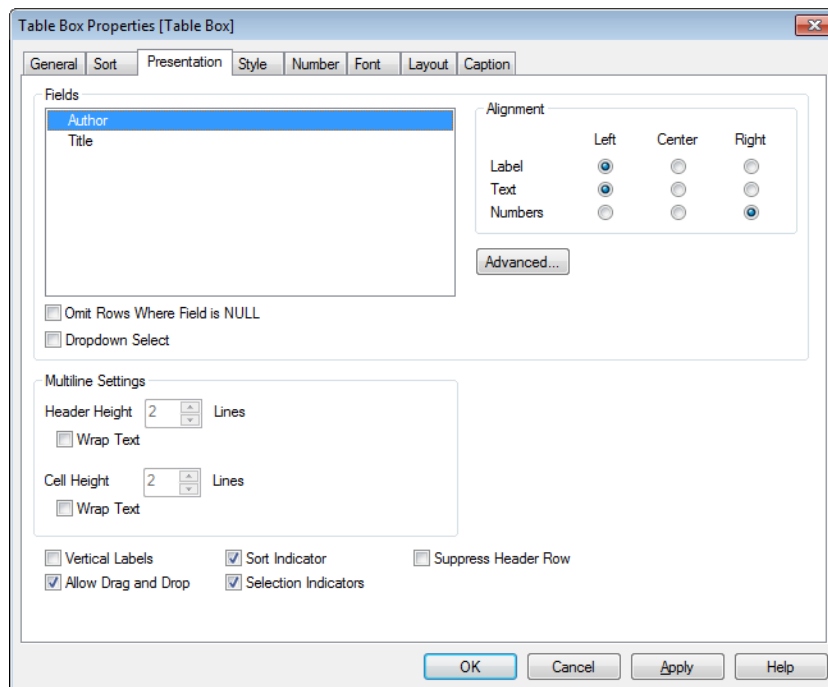 Table Box Properties [Table Box]
General Sort Presentation Style Number Font Layout Caption
Fields
Author
Title
Alignment
Left Center Right
Label
Text
Numbers
Advanced...
Omit Rows Where Field is NULL
Dropdown Select
Multiline Settings
Header Height 2 Lines
Wrap Text
Cell Height 2 Lines
Wrap Text
Vertical Labels Sort Indicator Suppress Header Row
Allow Drag and Drop Selection Indicators
OK Cancel Apply Help